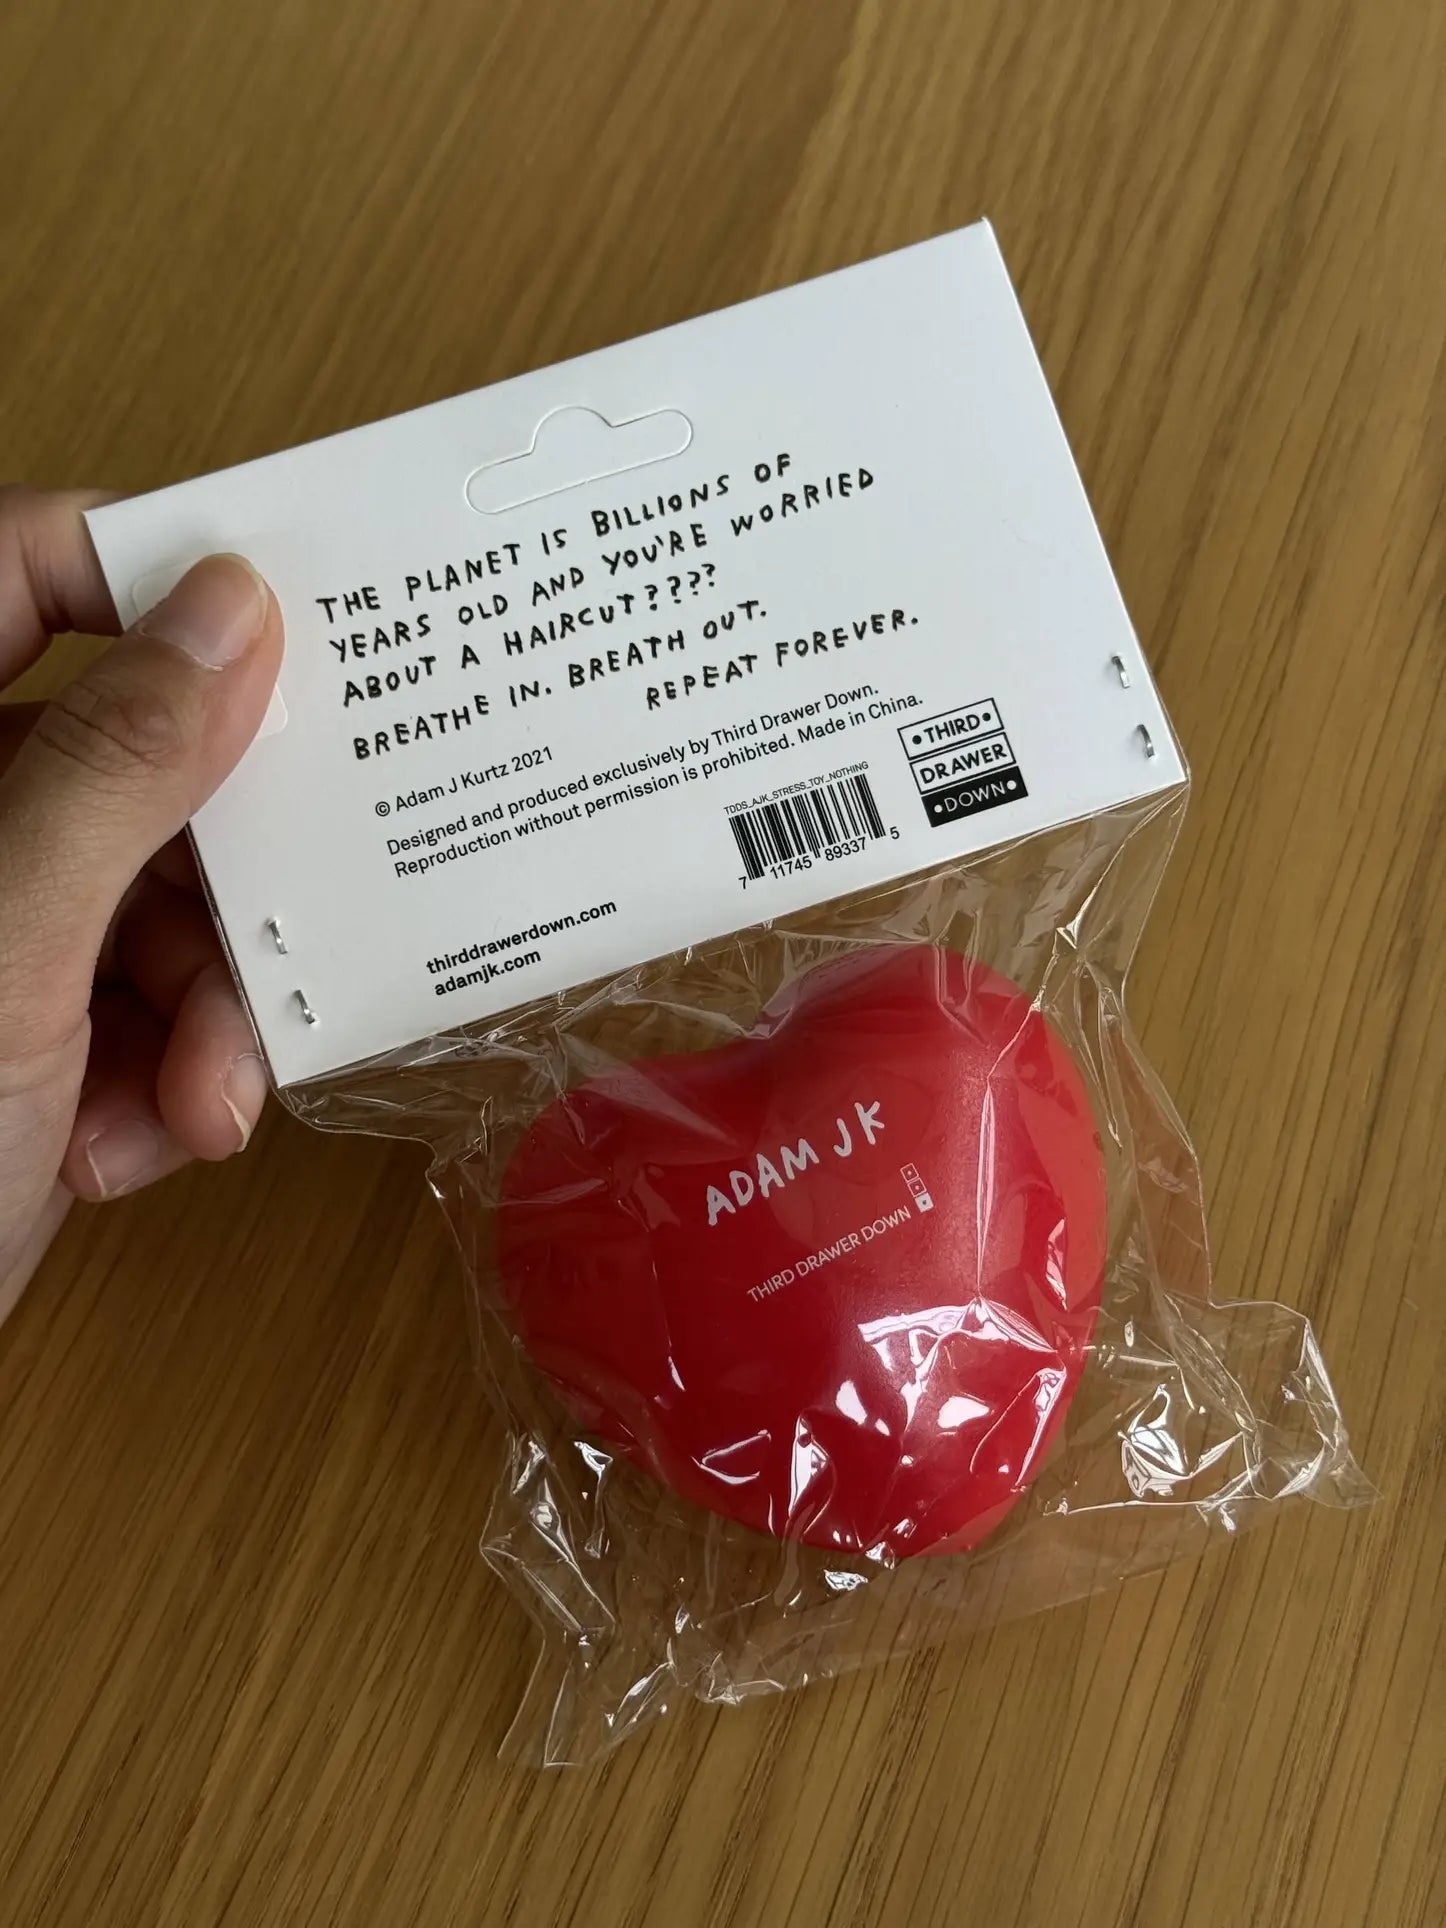 THE PLANET IS BILLIONS OF
YEARS OLD AND YOU'RE WORRIED
ABOUT A HAIRCUT????
BREATHE IN. BREATH OUT.
REPEAT FOREVER.
© Adam J Kurtz 2021
Designed and produced exclusively by Third Drawer Down.
Reproduction without permission is prohibited. Made in China.
TDDS_AJK_STRESS_TOY_NOTHING
7 11745 89337 5
•THIRD•
DRAWER
•DOWN•
thirddrawerdown.com
adamjk.com
ADAM JK
THIRD DRAWER DOWN